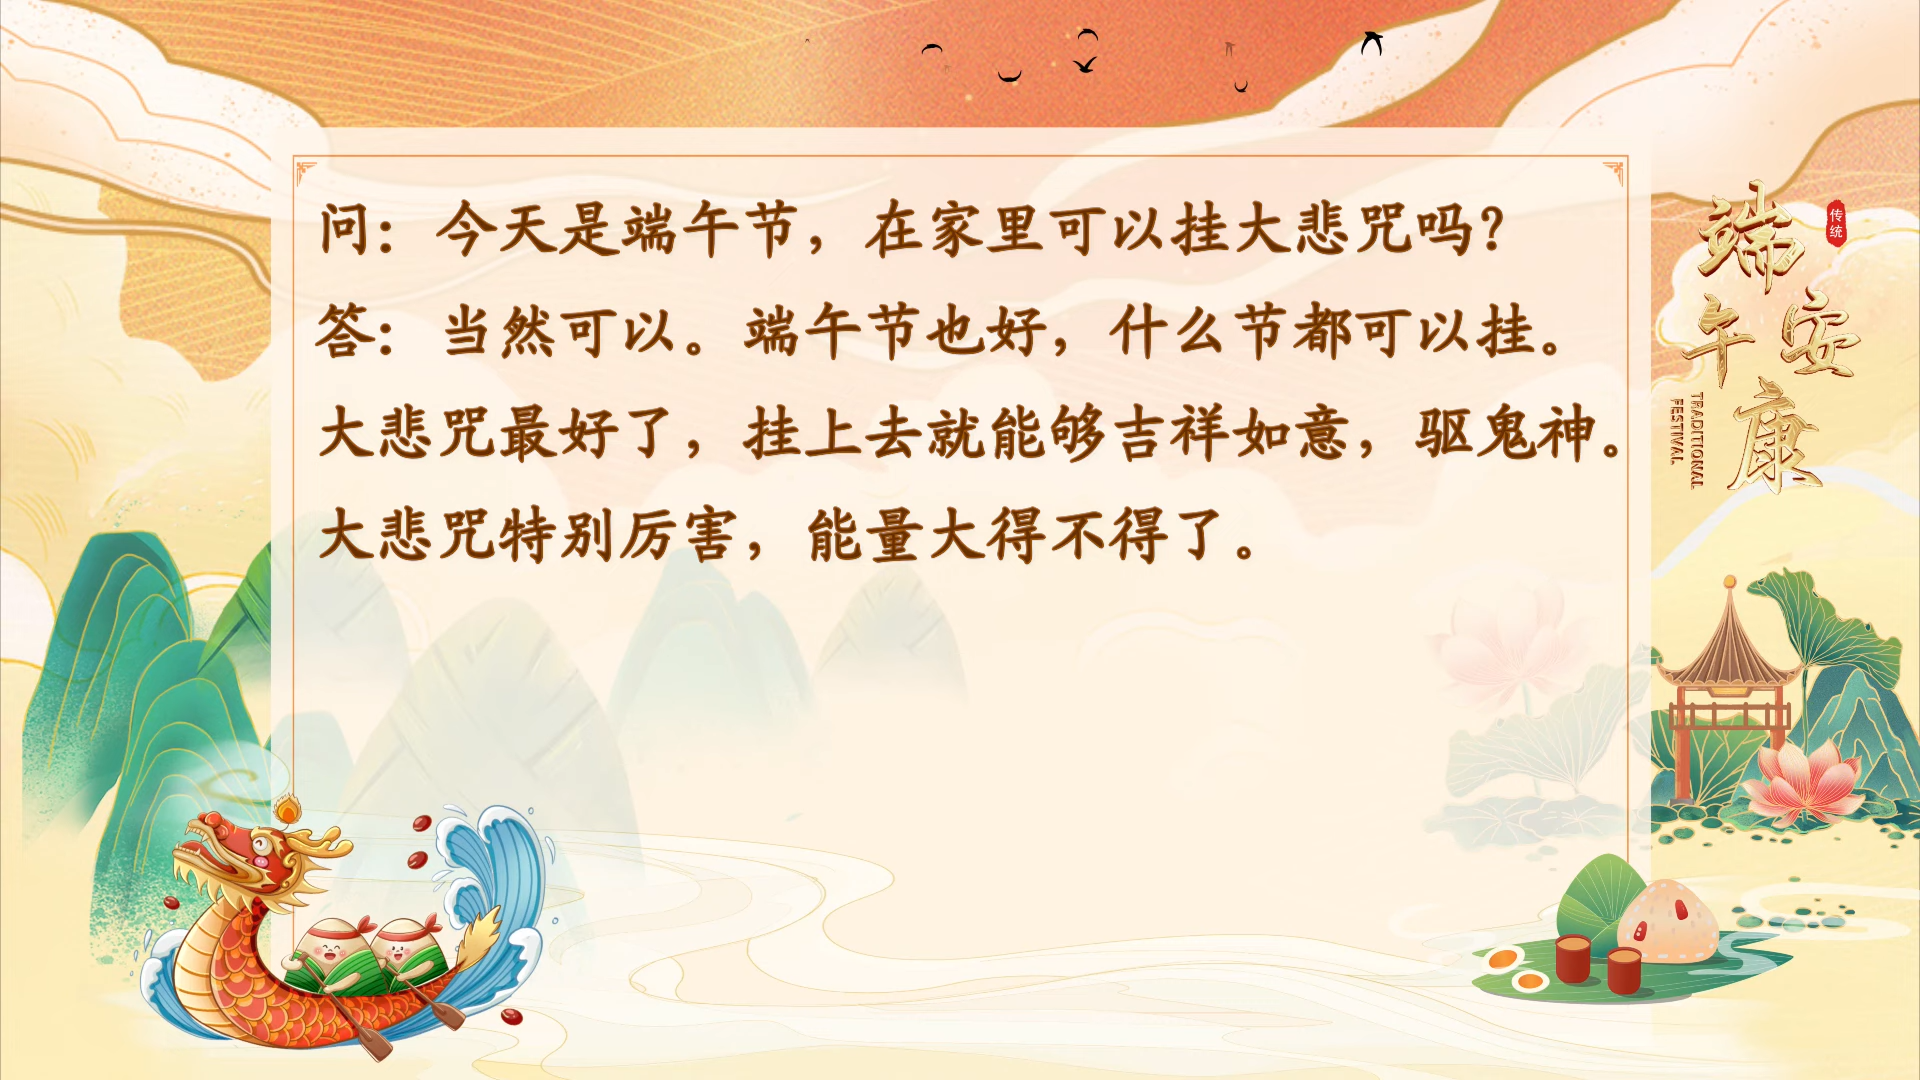 问：今天是端午节，在家里可以挂大悲咒吗？
答：当然可以。端午节也好，什么节都可以挂。
大悲咒最好了，挂上去就能够吉祥如意，驱鬼神。
大悲咒特别厉害，能量大得不得了。
端午安康
传统
TRADITIONAL
FESTIVAL